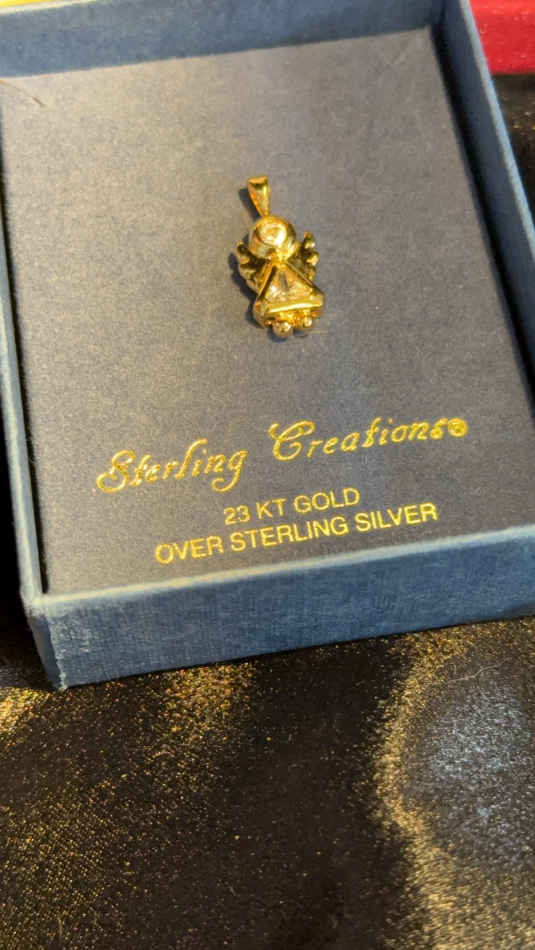 Sterling Creations®
23 KT GOLD
OVER STERLING SILVER